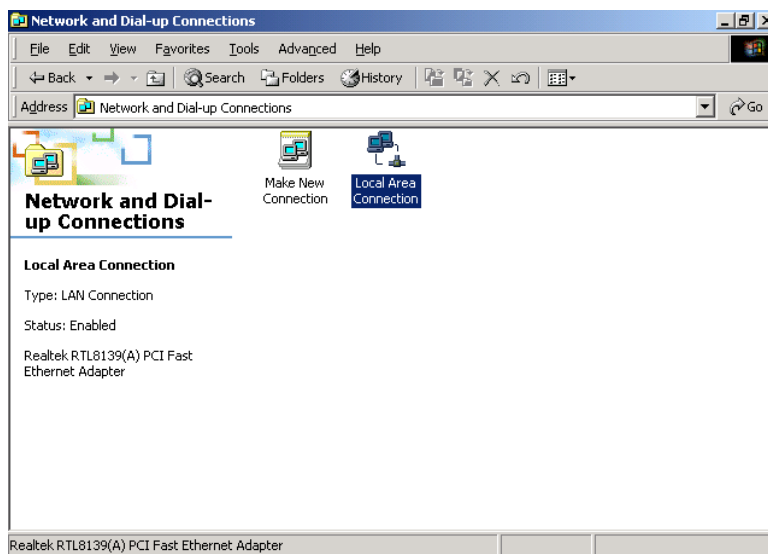 Network and Dial-up Connections
File Edit View Favorites Tools Advanced Help
Back Search Folders History
Address Network and Dial-up Connections Go
Make New
Connection
Local Area
Connection
Network and Dial-
up Connections
Local Area Connection
Type: LAN Connection
Status: Enabled
Realtek RTL8139(A) PCI Fast
Ethernet Adapter
Realtek RTL8139(A) PCI Fast Ethernet Adapter